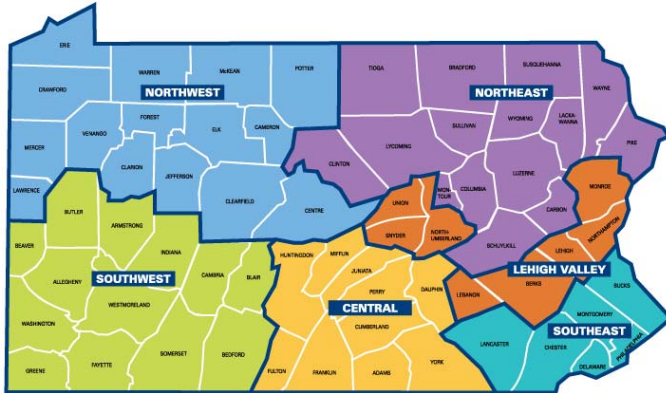 ERIE
CRAWFORD
WARREN
McKEAN
POTTER
NORTHWEST
MERCER
VENANGO
FOREST
ELK
CAMERON
CLARION
JEFFERSON
LAWRENCE
CLEARFIELD
CENTRE
TIOGA
BRADFORD
SUSQUEHANNA
WAYNE
NORTHEAST
SULLIVAN
WYOMING
LACKA-
WANNA
PIKE
CLINTON
LYCOMING
LUZERNE
COLUMBIA
MON-
TOUR
CARBON
SCHUYLKILL
UNION
SNYDER
NORTH-
UMBERLAND
MONROE
NORTHAMPTON
LEHIGH
LEHIGH VALLEY
BERKS
LEBANON
BUTLER
ARMSTRONG
BEAVER
INDIANA
ALLEGHENY
SOUTHWEST
CAMBRIA
BLAIR
WESTMORELAND
WASHINGTON
GREENE
FAYETTE
SOMERSET
BEDFORD
HUNTINGDON
MIFFLIN
JUNIATA
PERRY
DAUPHIN
CENTRAL
CUMBERLAND
FULTON
FRANKLIN
ADAMS
YORK
BUCKS
MONTGOMERY
SOUTHEAST
LANCASTER
CHESTER
DELAWARE
PHILADELPHIA